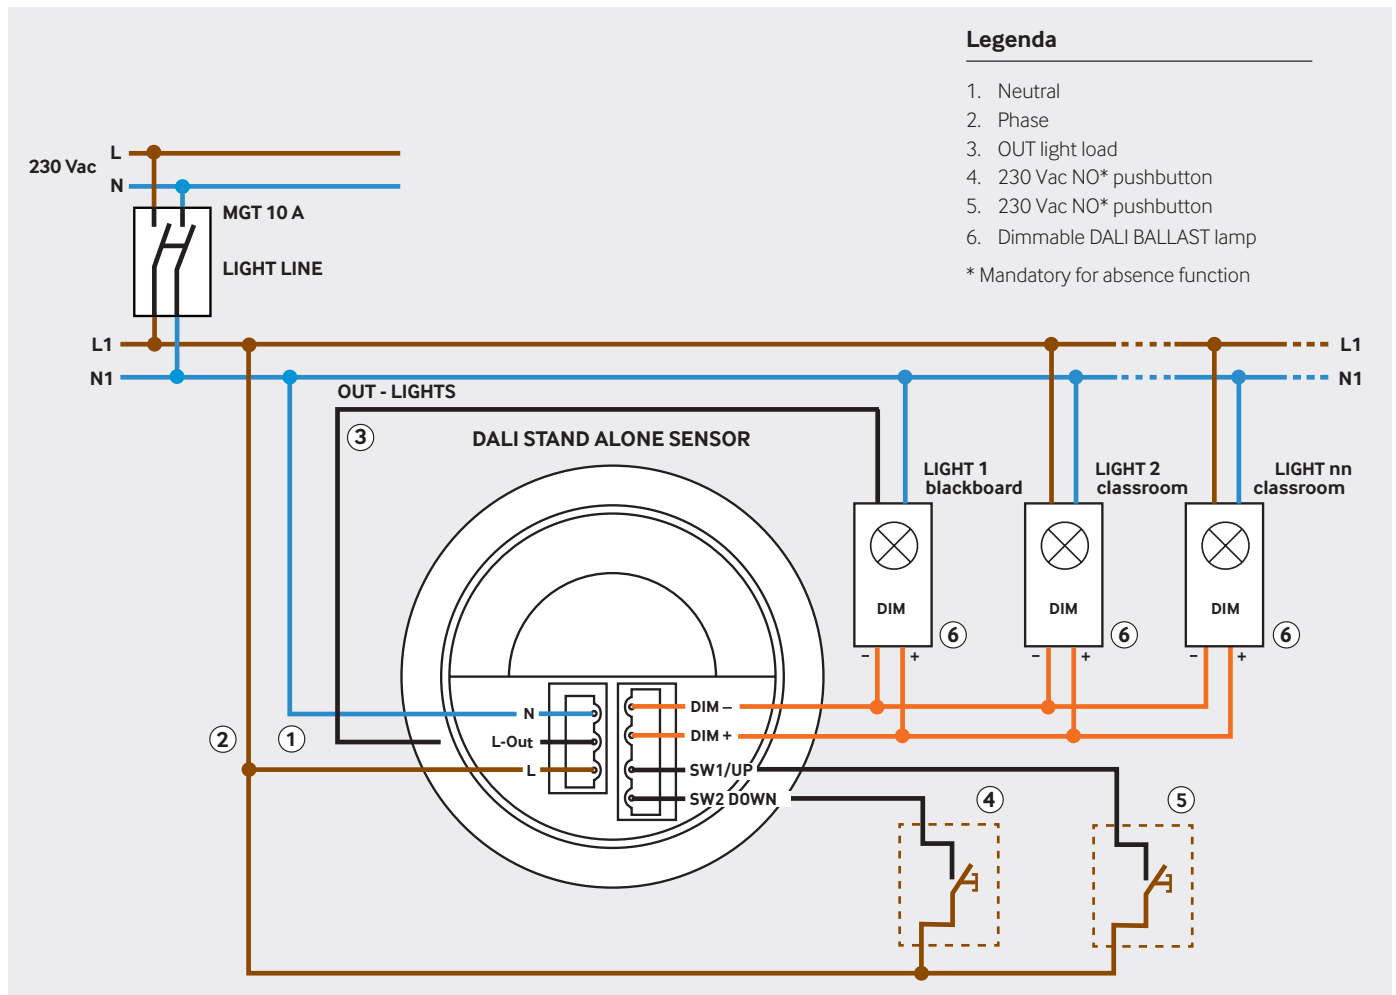 Legenda
1. Neutral
2. Phase
3. OUT light load
4. 230 Vac NO* pushbutton
5. 230 Vac NO* pushbutton
6. Dimmable DALI BALLAST lamp
* Mandatory for absence function
230 Vac
L
N
MGT 10 A
LIGHT LINE
L1
L1
N1
N1
OUT - LIGHTS
3
DALI STAND ALONE SENSOR
LIGHT 1
blackboard
LIGHT 2
classroom
LIGHT nn
classroom
DIM
DIM
DIM
6
6
6
– +
– +
– +
N
L-Out
L
DIM –
DIM +
SW1/UP
SW2 DOWN
2
1
4
5